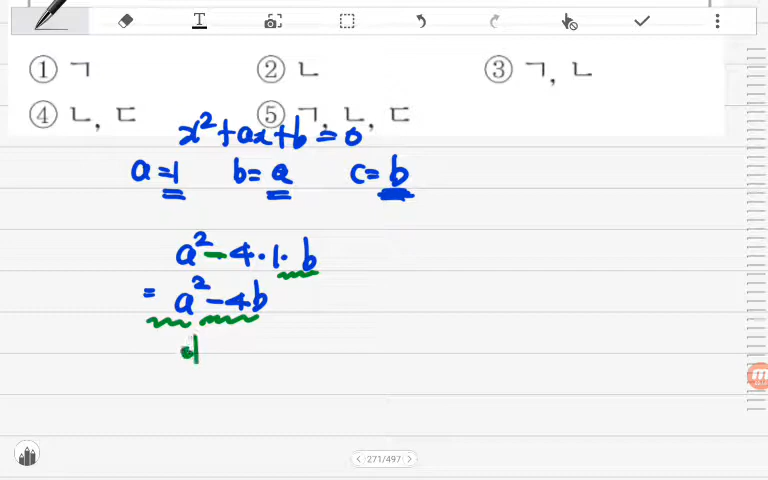 ① ㄱ ② ㄴ ③ ㄱ, ㄴ
④ ㄴ, ㄷ ⑤ ㄱ, ㄴ, ㄷ
x²+ax+b=0
a=1 b=a c=b
a²-4·1·b
=a²-4b
271/497